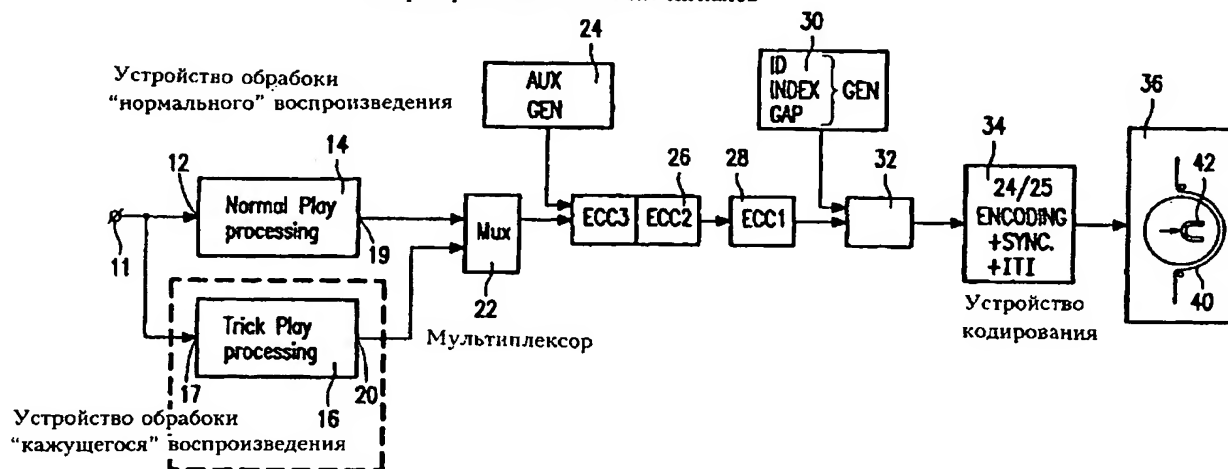 24
30
36
Устройство обрабоки
“нормального” воспроизведения
AUX
GEN
ID
INDEX
GAP
GEN
12
14
26
28
32
34
42
Normal Play
processing
11
19
Mux
22
ECC3
ECC2
ECC1
24/25
ENCODING
+SYNC.
+ITI
40
Устройство
кодирования
Мультиплексор
Trick Play
processing
17
16
20
Устройство обрабоки
“кажущегося” воспроизведения